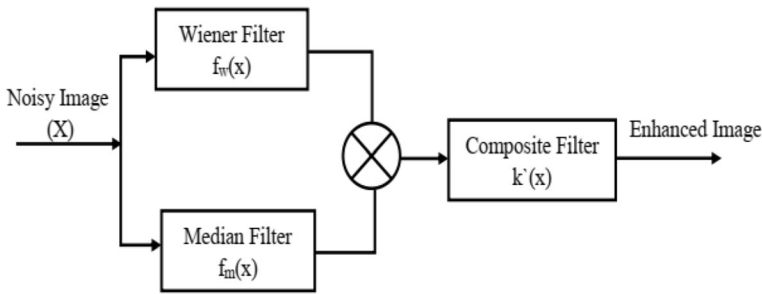 Wiener Filter
fw(x)
Noisy Image
(X)
Composite Filter
k`(x)
Enhanced Image
Median Filter
fm(x)